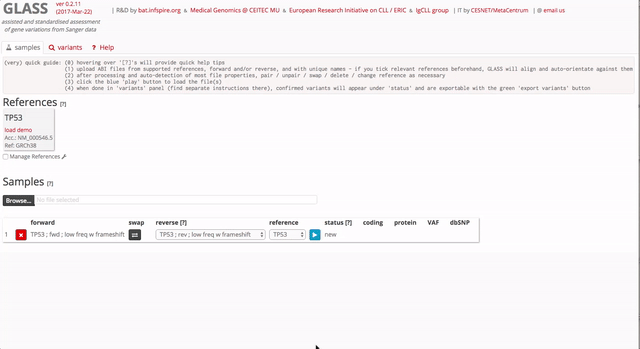 GLASS ver 0.2.11 (2017-Mar-22) | R&D by bat.infspire.org & Medical Genomics @ CEITEC MU & European Research Initiative on CLL / ERIC & IgCLL group | IT by CESNET/MetaCentrum | @ email us
assisted and standardised assessment
of gene variations from Sanger data
samples variants ? Help
(very) quick guide: (0) hovering over '[?]'s will provide quick help tips
(1) upload ABI files from supported references, forward and/or reverse, and with unique names - if you tick relevant references beforehand, GLASS will align and auto-orientate against them
(2) after processing and auto-detection of most file properties, pair / unpair / swap / delete / change reference as necessary
(3) click the blue 'play' button to load the file(s)
(4) when done in 'variants' panel (find separate instructions there), confirmed variants will appear under 'status' and are exportable with the green 'export variants' button
References [?]
TP53
load demo
Acc.: NM_000546.5
Ref: GRCh38
Manage References
Samples [?]
Browse... No file selected
forward swap reverse [?] reference status [?] coding protein VAF dbSNP
1 TP53 ; fwd ; low freq w frameshift TP53 ; rev ; low freq w frameshift TP53 new